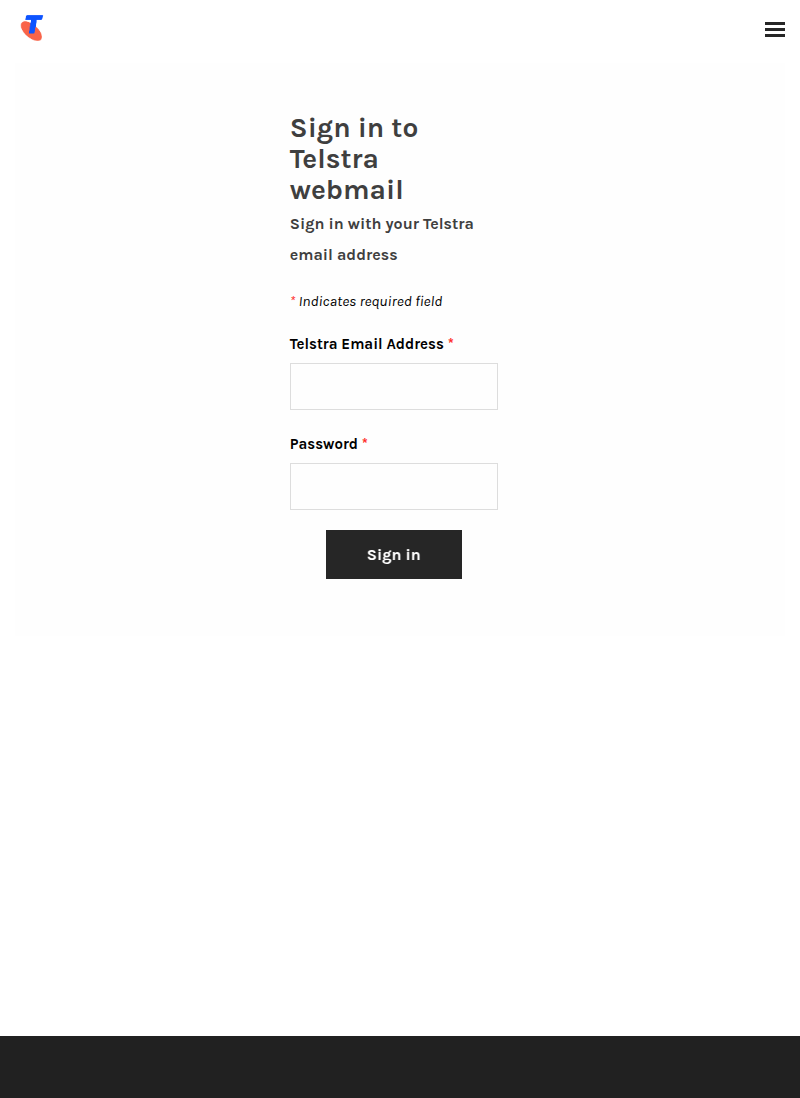 Sign in to
Telstra
webmail
Sign in with your Telstra
email address
* Indicates required field
Telstra Email Address *
Password *
Sign in